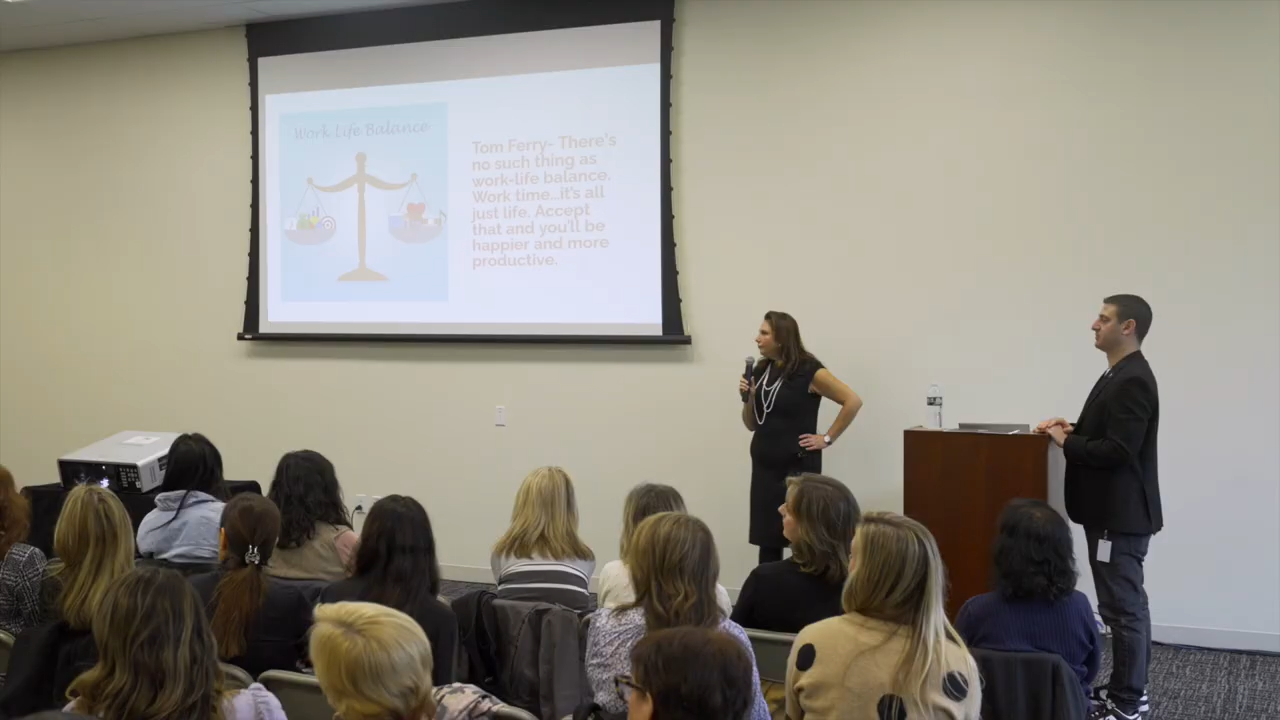 Work Life Balance
Tom Ferry- There's
no such thing as
work-life balance.
Work time...it's all
just life. Accept
that and you'll be
happier and more
productive.